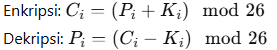 Enkripsi: Cᵢ = (Pᵢ + Kᵢ) mod 26
Dekripsi: Pᵢ = (Cᵢ − Kᵢ) mod 26